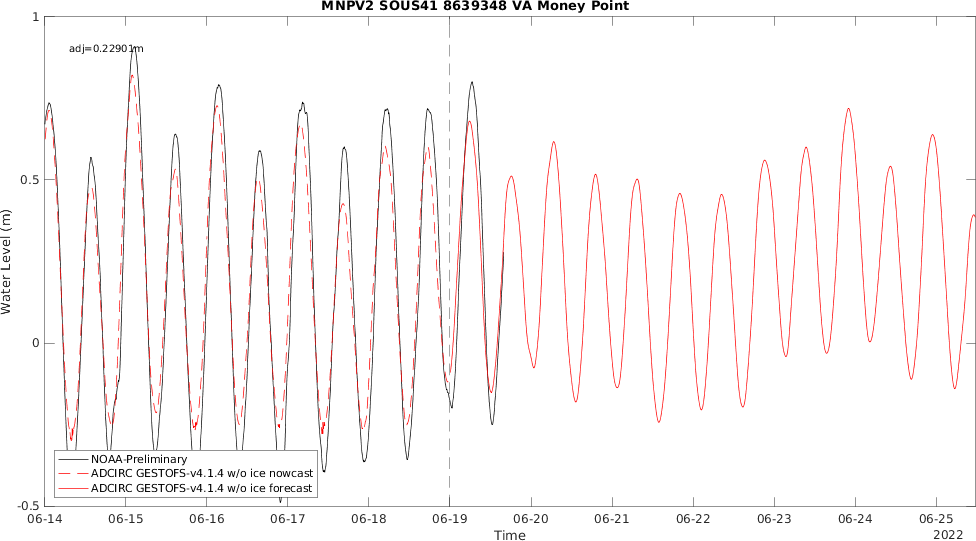 MNPV2 SOUS41 8639348 VA Money Point
adj=0.22901m
Water Level (m)
1
0.5
0
-0.5
NOAA-Preliminary
ADCIRC GESTOFS-v4.1.4 w/o ice nowcast
ADCIRC GESTOFS-v4.1.4 w/o ice forecast
06-14 06-15 06-16 06-17 06-18 06-19 06-20 06-21 06-22 06-23 06-24 06-25
Time
2022